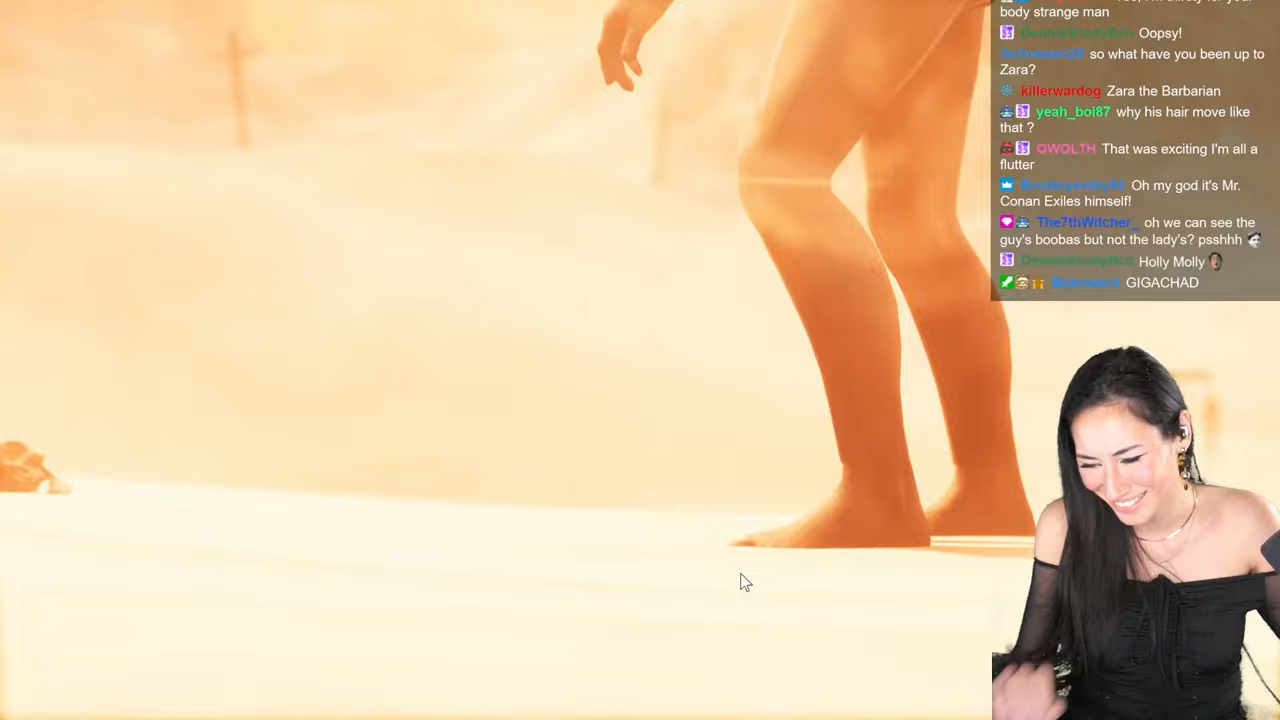 body strange man
Oopsy!
so what have you been up to
Zara?
killerwardog Zara the Barbarian
yeah_boi87 why his hair move like
that ?
QWOLTH That was exciting I'm all a
flutter
Oh my god it's Mr.
Conan Exiles himself!
The7thWitcher_ oh we can see the
guy's boobas but not the lady's? psshhh
Holly Molly
GIGACHAD